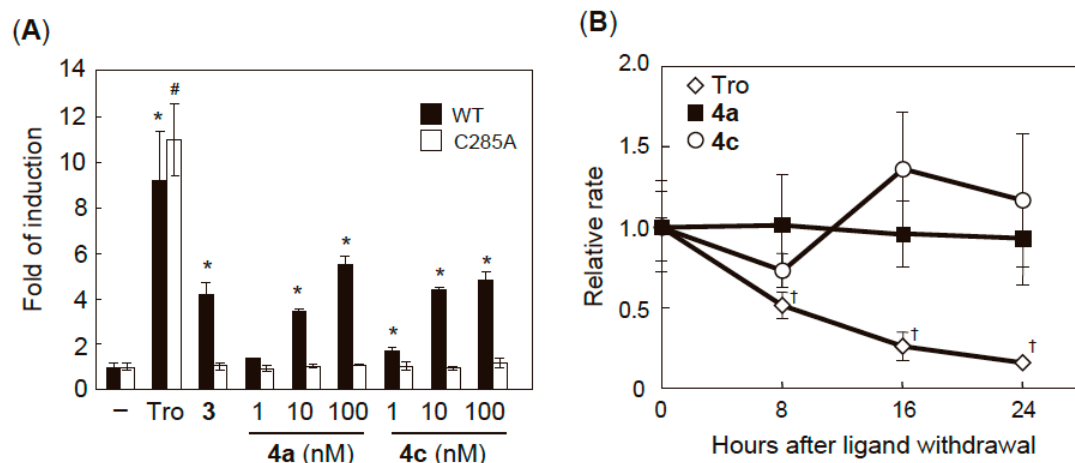 (A)
14
12
10
8
6
4
2
0
Fold of induction
*
#
*
*
*
*
*
*
WT
C285A
– Tro 3 1 10 100 1 10 100
4a (nM) 4c (nM)
(B)
2.0
1.5
1.0
0.5
0
Relative rate
Tro
4a
4c
†
†
†
0 8 16 24
Hours after ligand withdrawal